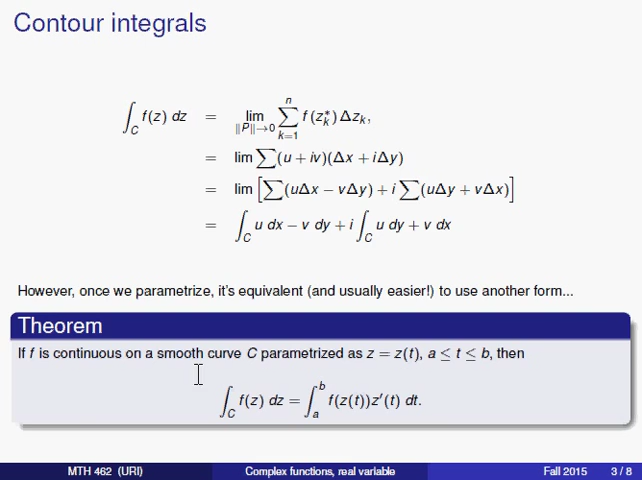 Contour integrals
∫_C f(z) dz = lim_{‖P‖→0} ∑_{k=1}^{n} f(z_k^*)Δz_k,
= lim ∑(u + iv)(Δx + iΔy)
= lim [∑(uΔx − vΔy) + i∑(uΔy + vΔx)]
= ∫_C u dx − v dy + i∫_C u dy + v dx
However, once we parametrize, it's equivalent (and usually easier!) to use another form...
Theorem
If f is continuous on a smooth curve C parametrized as z = z(t), a ≤ t ≤ b, then
∫_C f(z) dz = ∫_a^b f(z(t))z′(t) dt.
MTH 462 (URI) Complex functions, real variable Fall 2015 3 / 8